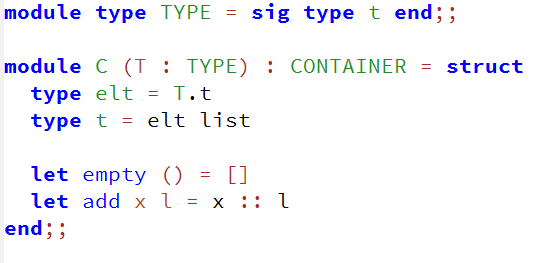 module type TYPE = sig type t end;;
module C (T : TYPE) : CONTAINER = struct
type elt = T.t
type t = elt list
let empty () = []
let add x l = x :: l
end;;